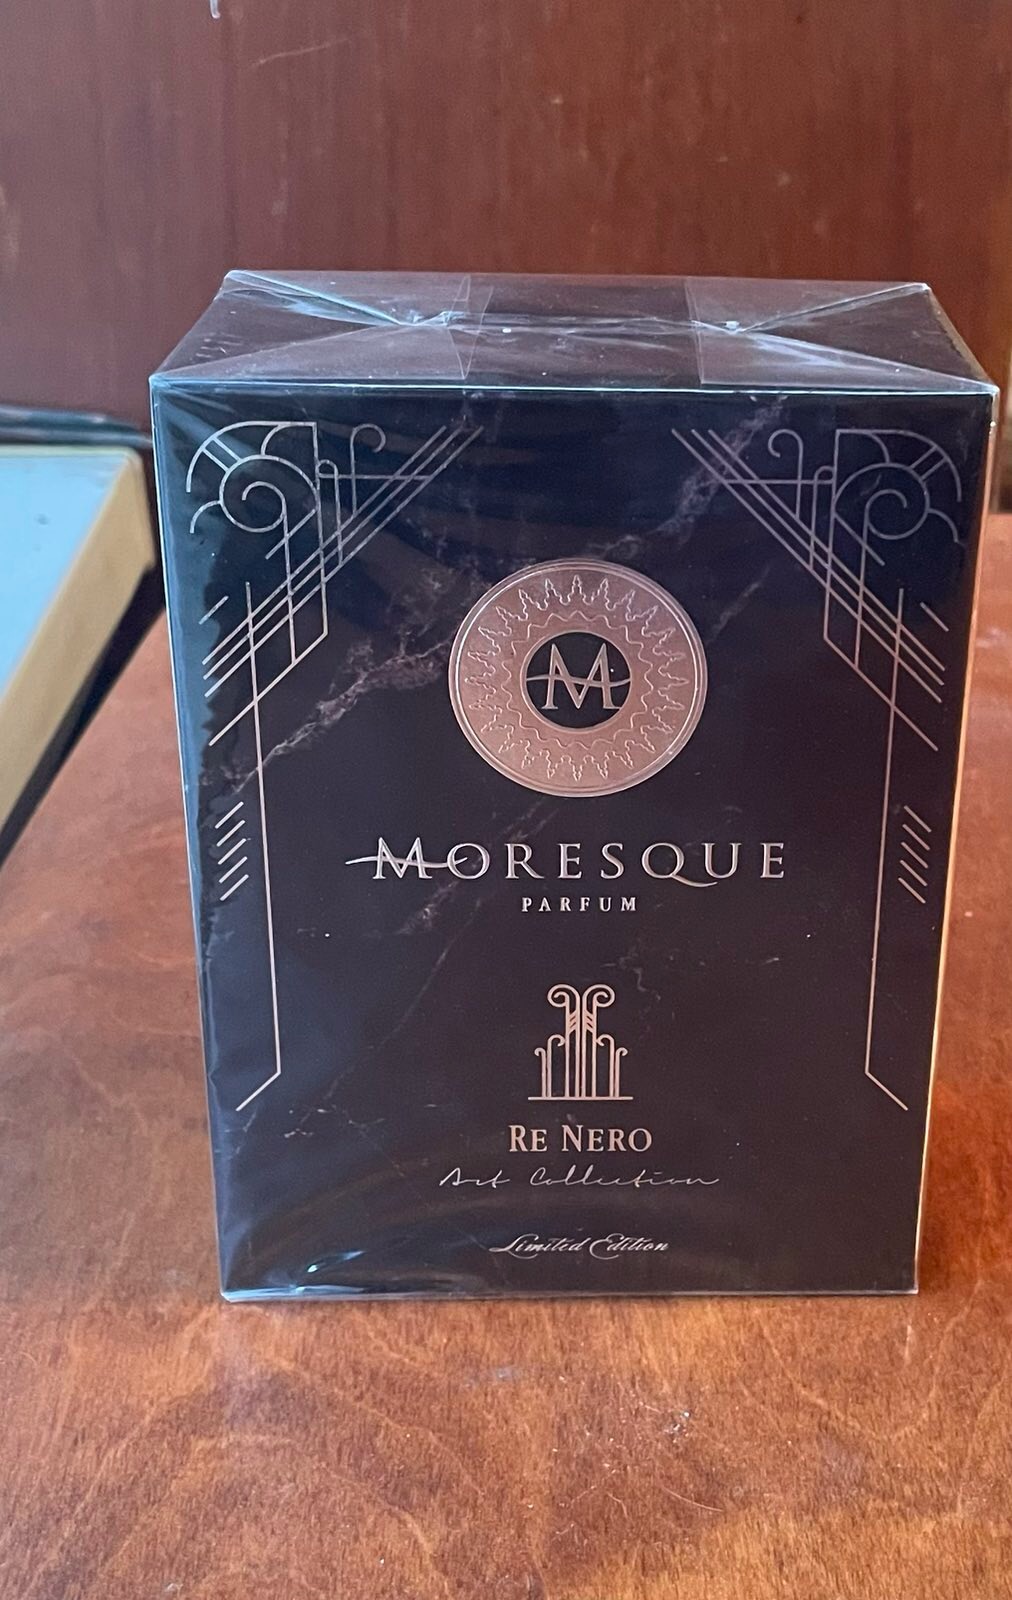 M
MORESQUE
PARFUM
RE NERO
Art Collection
Limited Edition